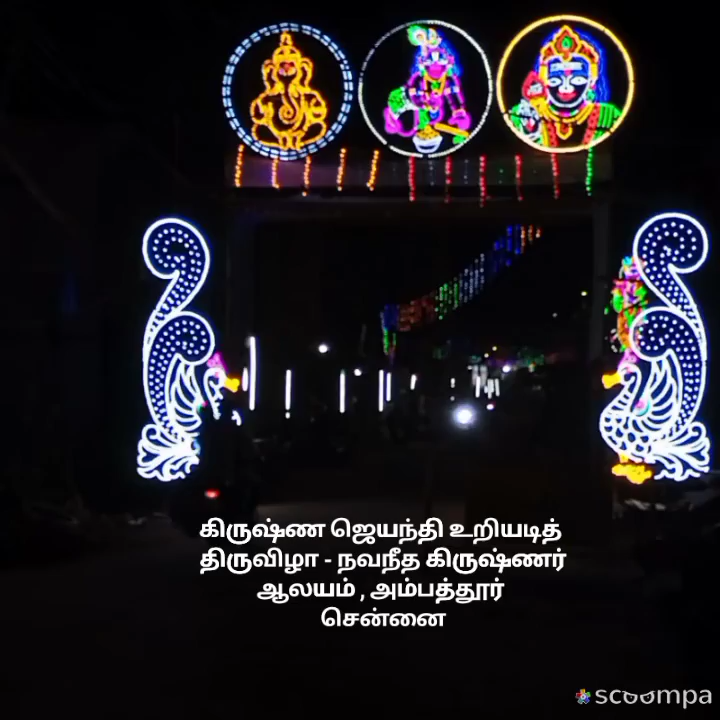 கிருஷ்ண ஜெயந்தி உறியடித்
திருவிழா - நவநீத கிருஷ்ணர்
ஆலயம் , அம்பத்தூர்
சென்னை
scoompa